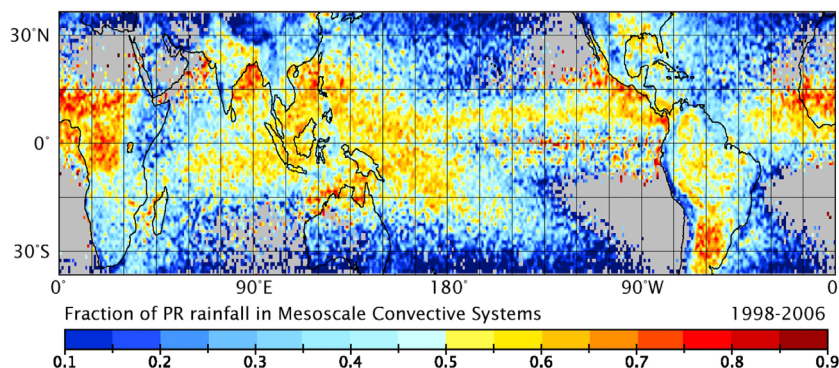 30°N
0°
30°S
0° 90°E 180° 90°W 0
Fraction of PR rainfall in Mesoscale Convective Systems 1998-2006
0.1 0.2 0.3 0.4 0.5 0.6 0.7 0.8 0.9